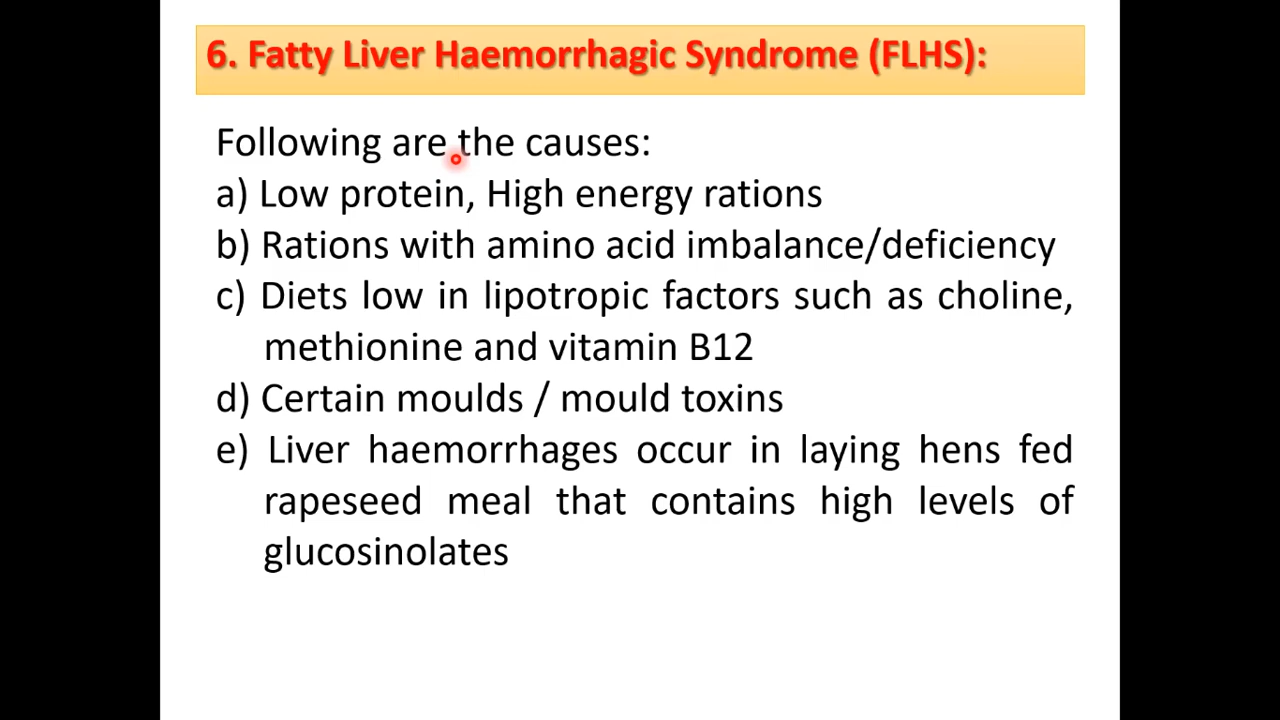 6. Fatty Liver Haemorrhagic Syndrome (FLHS):
Following are the causes:
a) Low protein, High energy rations
b) Rations with amino acid imbalance/deficiency
c) Diets low in lipotropic factors such as choline,
methionine and vitamin B12
d) Certain moulds / mould toxins
e) Liver haemorrhages occur in laying hens fed
rapeseed meal that contains high levels of
glucosinolates